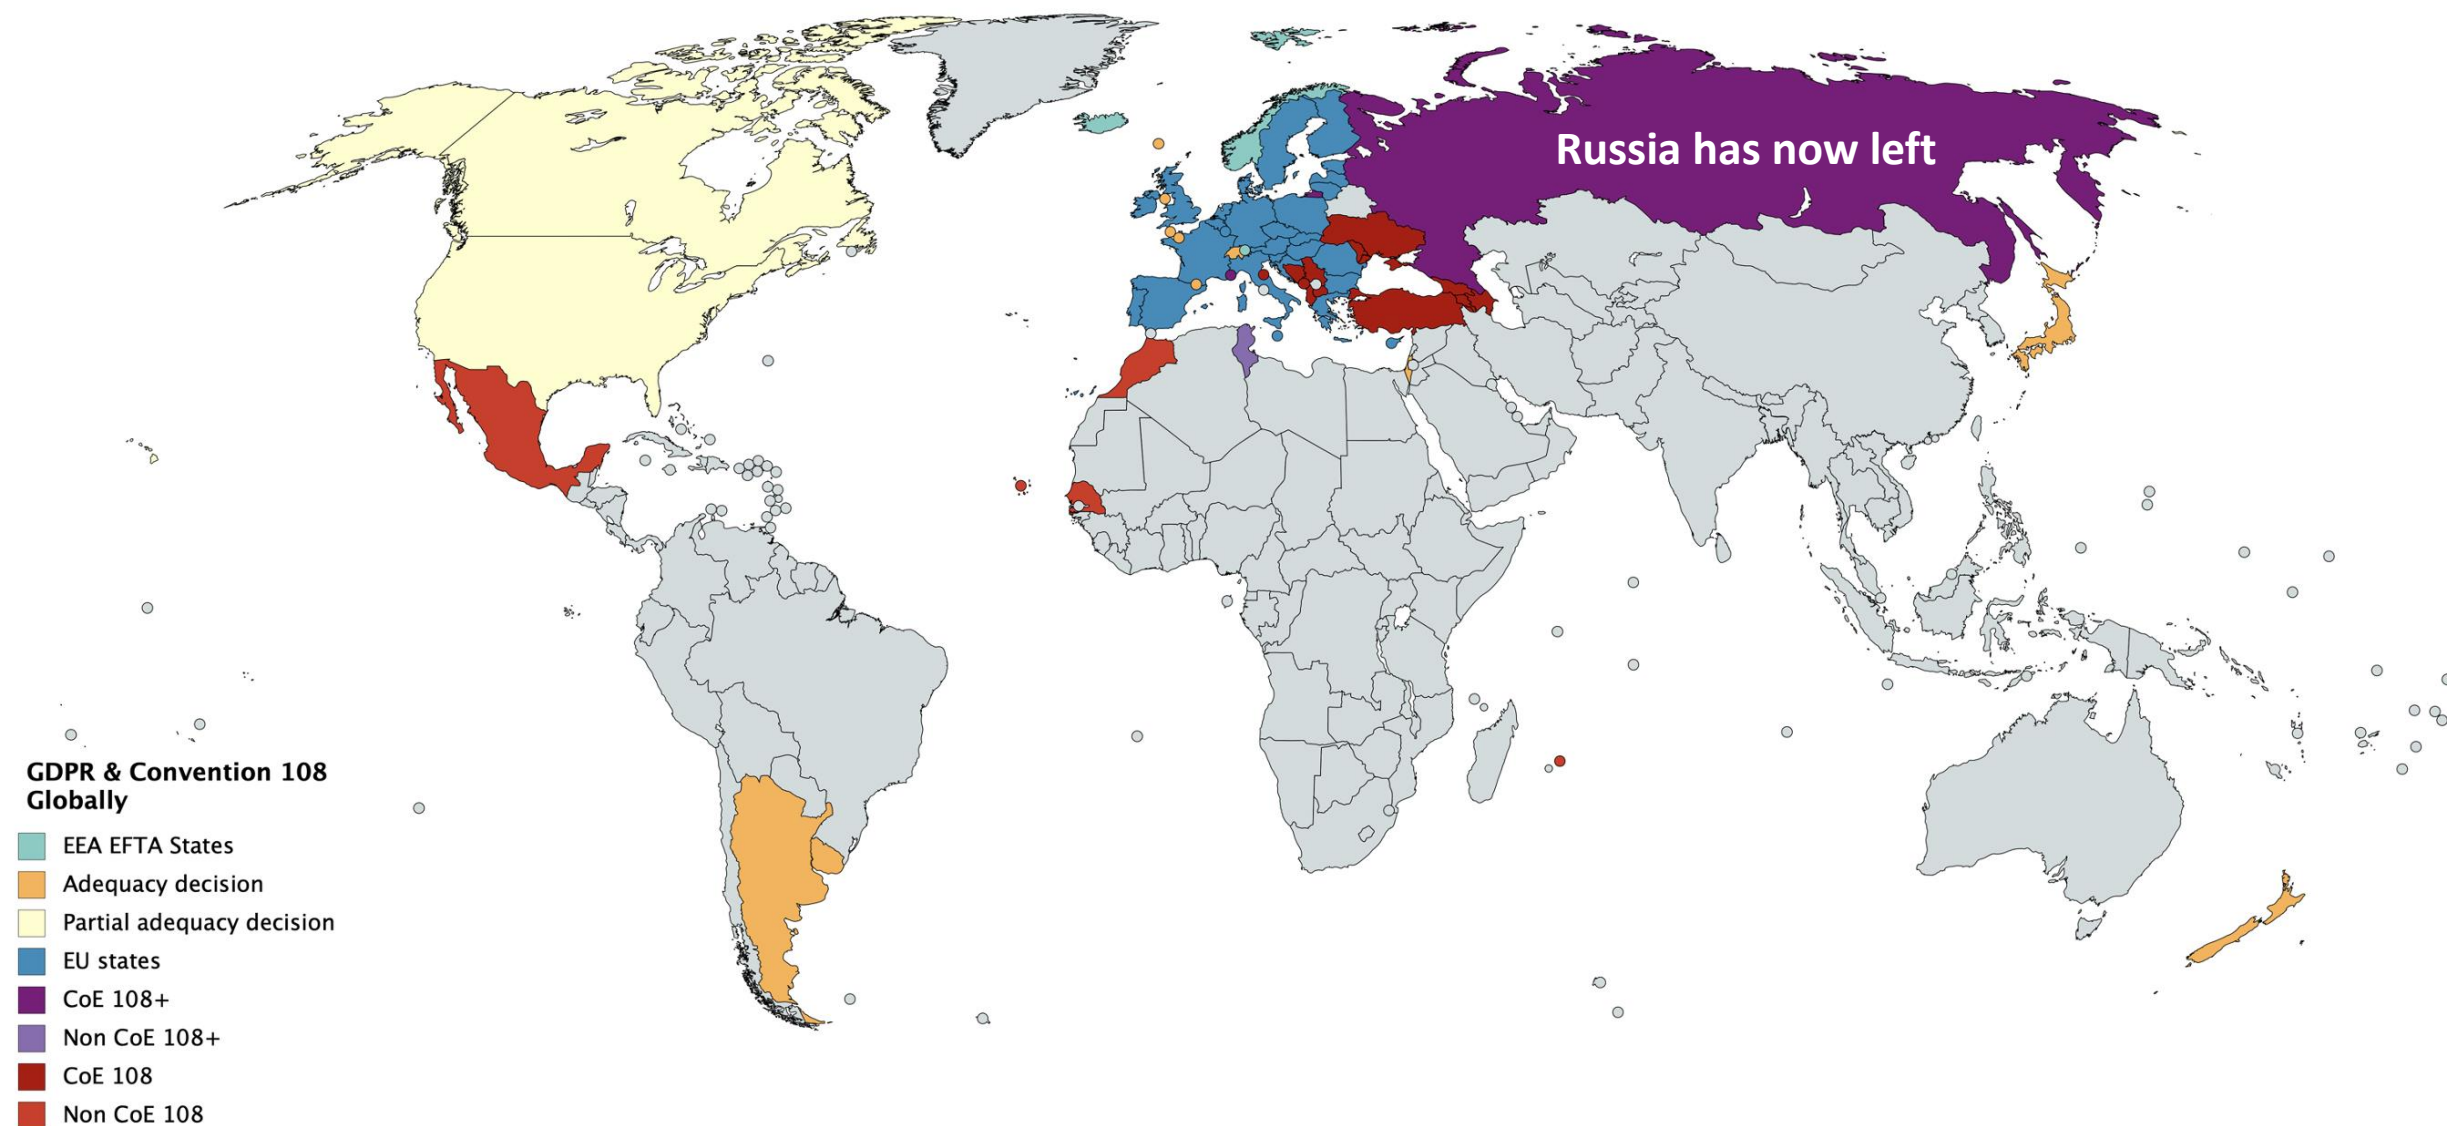 Russia has now left
GDPR & Convention 108
Globally
EEA EFTA States
Adequacy decision
Partial adequacy decision
EU states
CoE 108+
Non CoE 108+
CoE 108
Non CoE 108